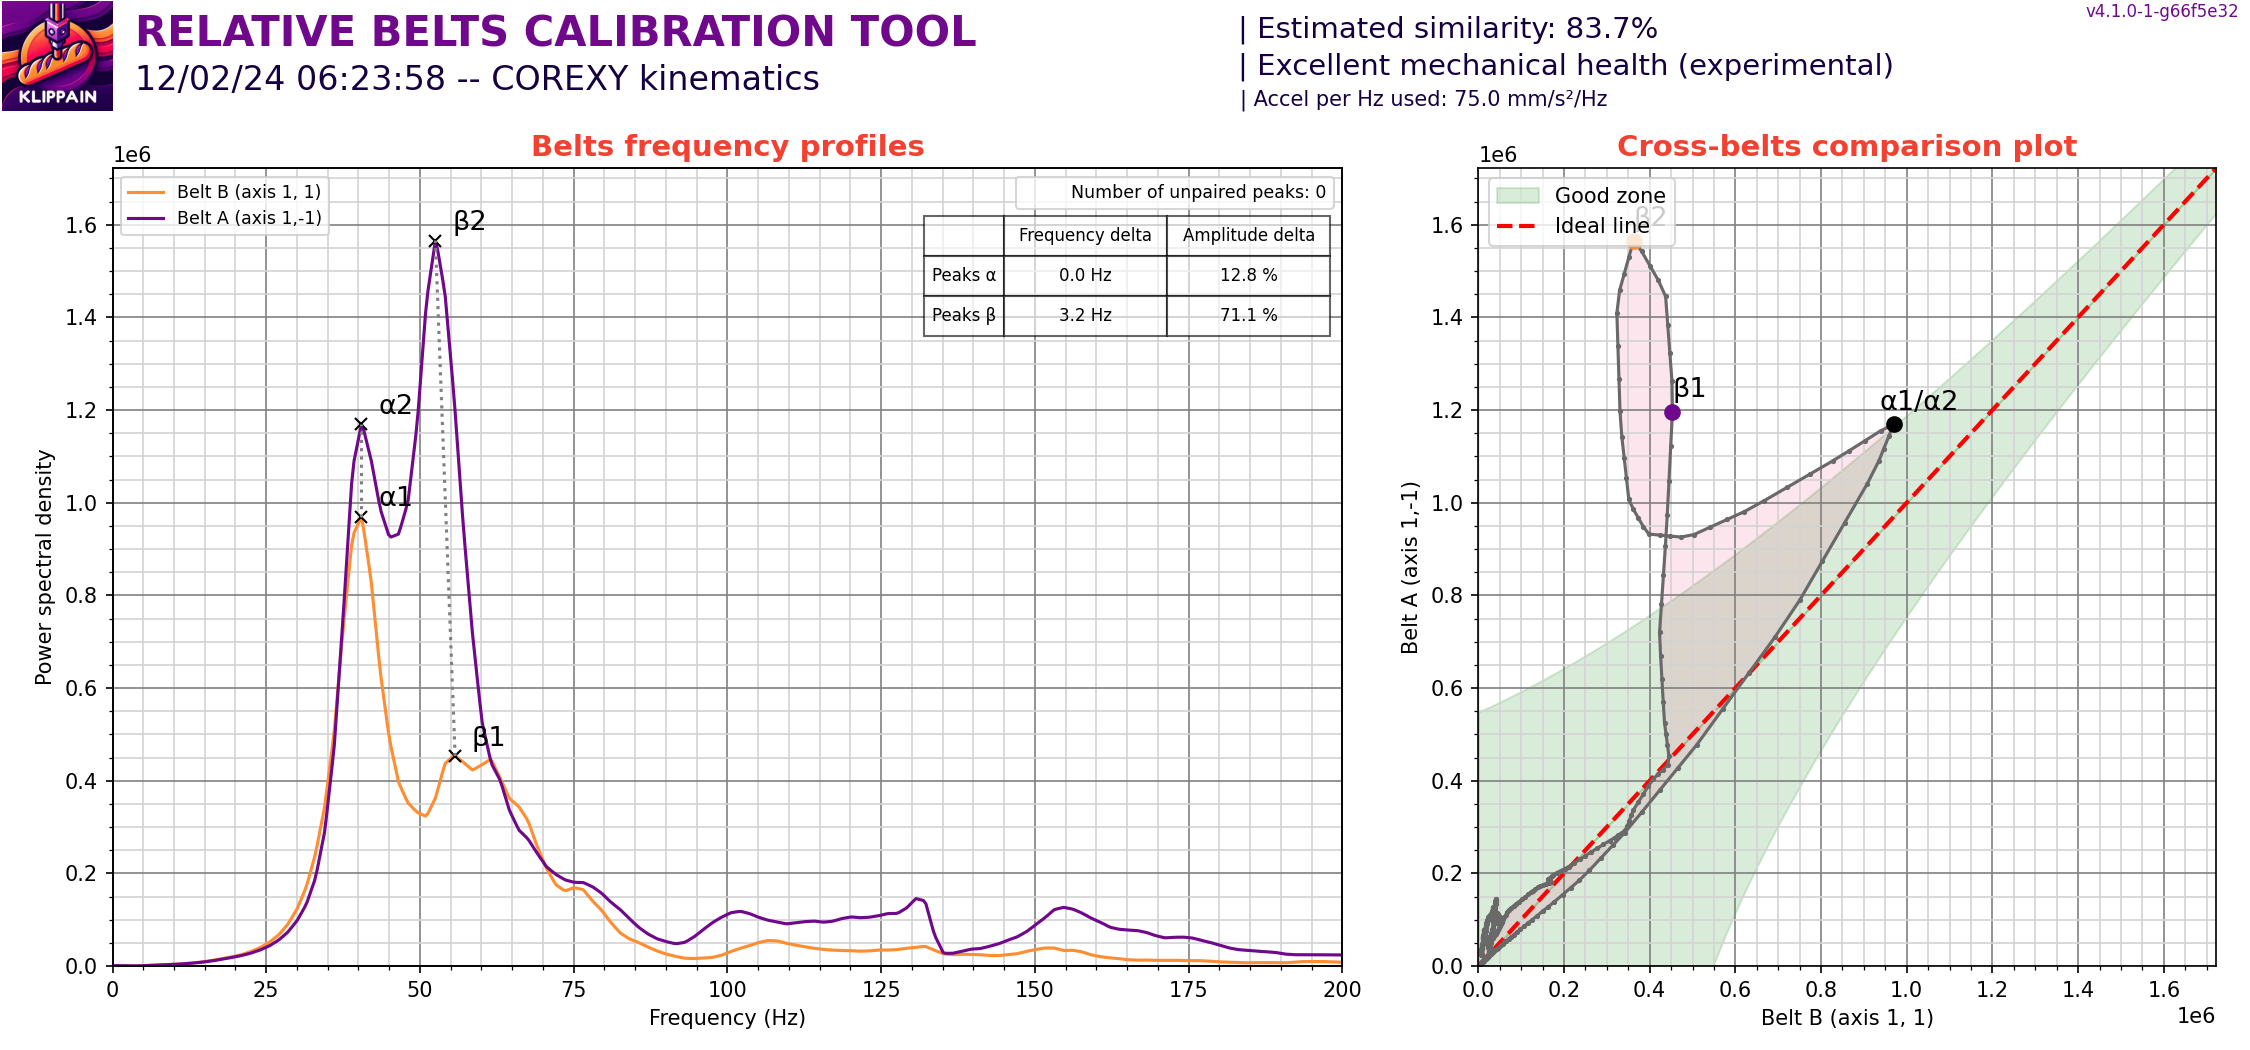 KLIPPAIN
RELATIVE BELTS CALIBRATION TOOL
12/02/24 06:23:58 -- COREXY kinematics
| Estimated similarity: 83.7%
| Excellent mechanical health (experimental)
| Accel per Hz used: 75.0 mm/s²/Hz
v4.1.0-1-g66f5e32
Belts frequency profiles
1e6
Belt B (axis 1, 1)
Belt A (axis 1,-1)
Number of unpaired peaks: 0
Frequency delta Amplitude delta
Peaks α 0.0 Hz 12.8 %
Peaks β 3.2 Hz 71.1 %
β2
α2
α1
β1
Power spectral density
1.6
1.4
1.2
1.0
0.8
0.6
0.4
0.2
0.0
0 25 50 75 100 125 150 175 200
Frequency (Hz)
Cross-belts comparison plot
1e6
Good zone
Ideal line
β2
β1
α1/α2
Belt A (axis 1,-1)
1.6
1.4
1.2
1.0
0.8
0.6
0.4
0.2
0.0
0.0 0.2 0.4 0.6 0.8 1.0 1.2 1.4 1.6
Belt B (axis 1, 1)
1e6